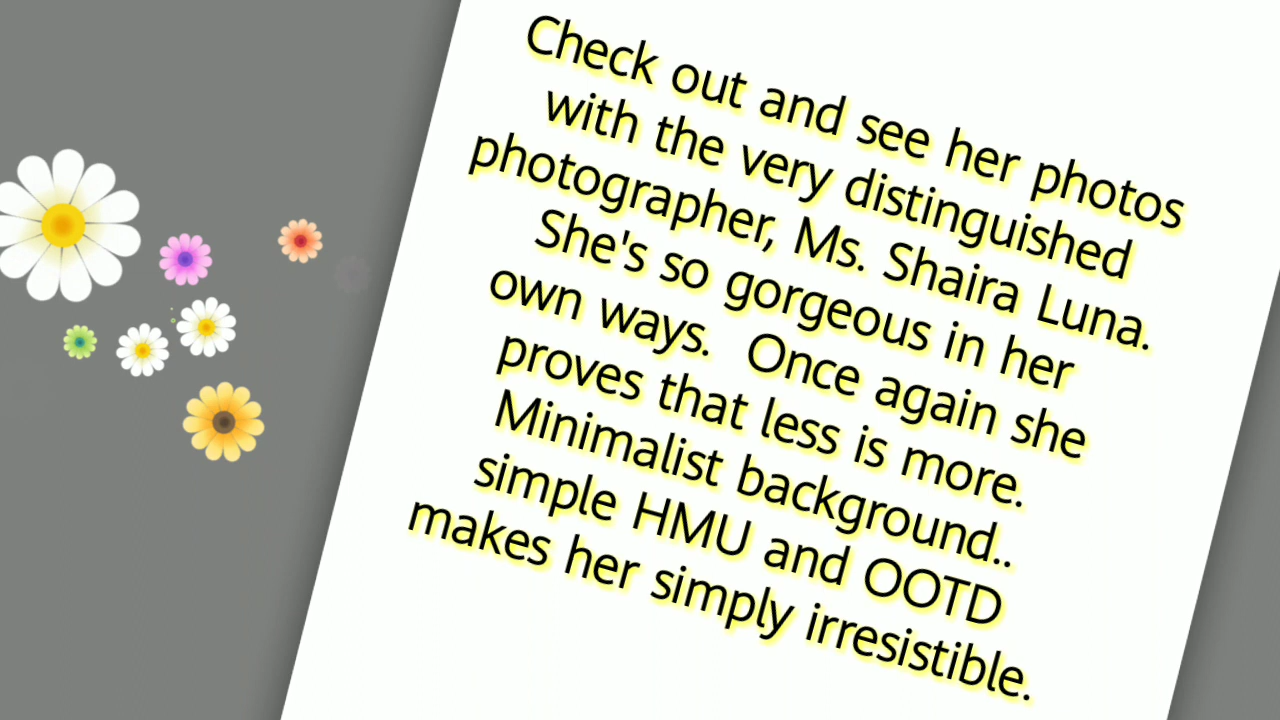 Check out and see her photos
with the very distinguished
photographer, Ms. Shaira Luna.
She's so gorgeous in her
own ways.  Once again she
proves that less is more.
Minimalist background..
simple HMU and OOTD
makes her simply irresistible.